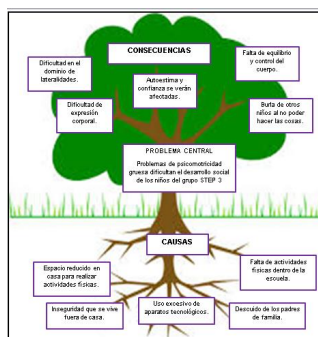 CONSECUENCIAS
Dificultad en el
dominio de
lateralidades.
Falta de equilibrio
y control del
cuerpo.
Autoestima y
confianza se verán
afectadas.
Dificultad de
expresión
corporal.
Burla de otros
niños al no poder
hacer las cosas.
PROBLEMA CENTRAL
Problemas de psicomotricidad
gruesa dificultan el desarrollo social
de los niños del grupo STEP 3
CAUSAS
Espacio reducido en
casa para realizar
actividades físicas.
Falta de actividades
físicas dentro de la
escuela.
Inseguridad que se vive
fuera de casa.
Uso excesivo de
aparatos tecnológicos.
Descuido de los padres
de familia.